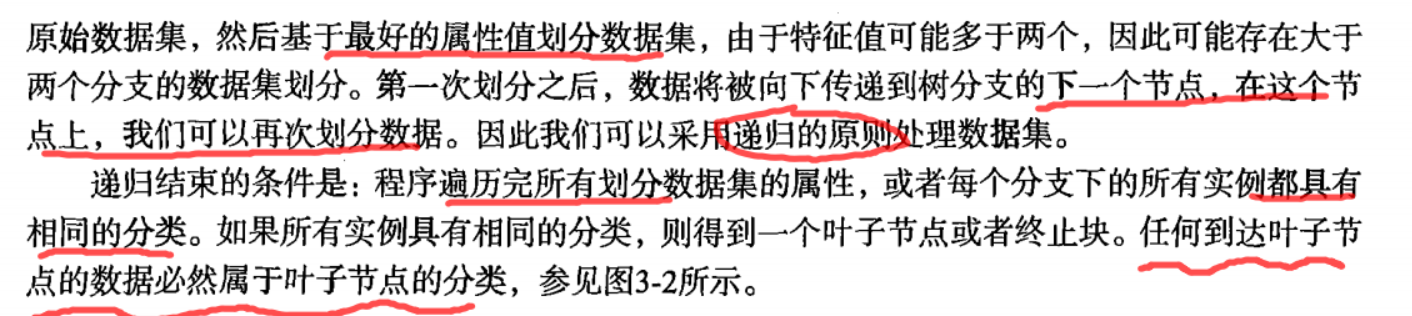 原始数据集，然后基于最好的属性值划分数据集，由于特征值可能多于两个，因此可能存在大于
两个分支的数据集划分。第一次划分之后，数据将被向下传递到树分支的下一个节点，在这个节
点上，我们可以再次划分数据。因此我们可以采用递归的原则处理数据集。
递归结束的条件是：程序遍历完所有划分数据集的属性，或者每个分支下的所有实例都具有
相同的分类。如果所有实例具有相同的分类，则得到一个叶子节点或者终止块。任何到达叶子节
点的数据必然属于叶子节点的分类，参见图3-2所示。